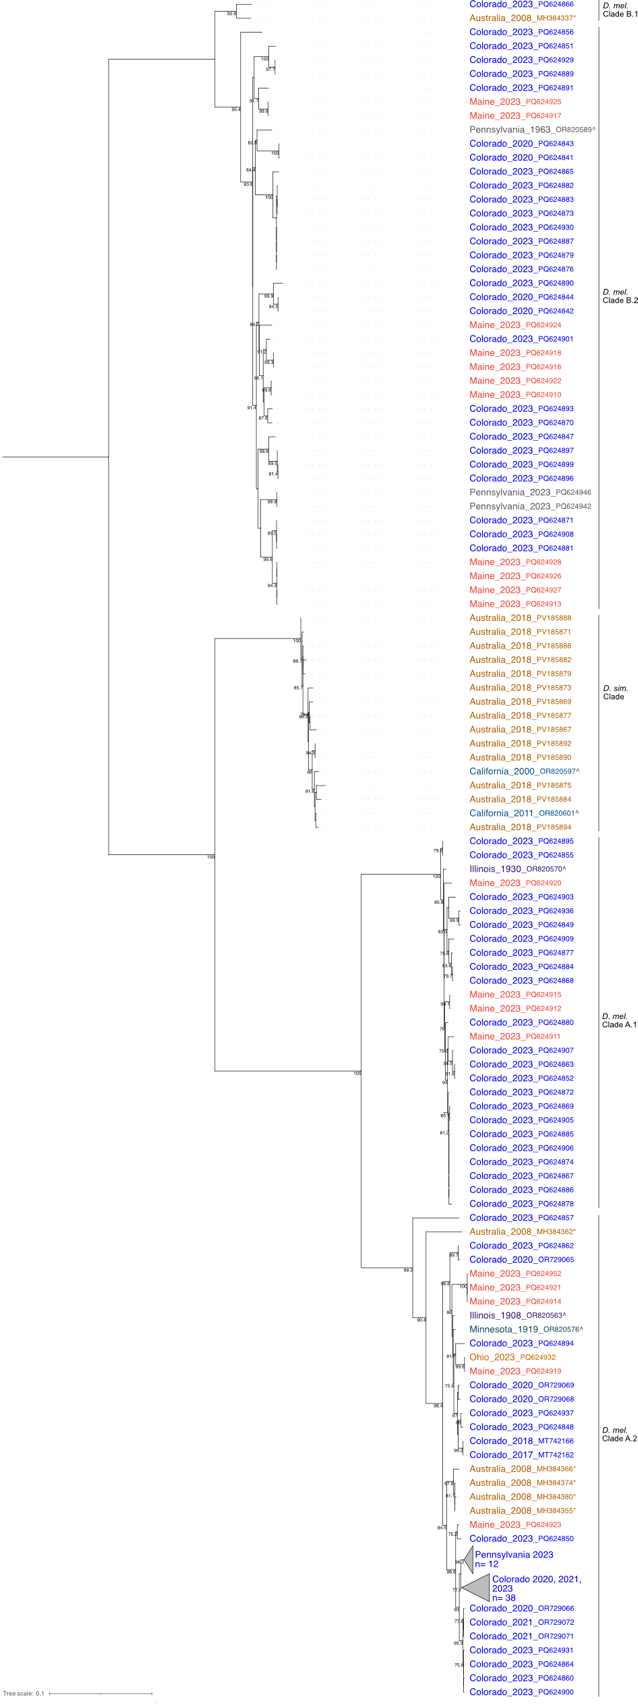 Colorado_2023_PQ624866
Australia_2008_MH384337*
D. mel.
Clade B.1
Colorado_2023_PQ624856
Colorado_2023_PQ624851
Colorado_2023_PQ624929
Colorado_2023_PQ624889
Colorado_2023_PQ624891
Maine_2023_PQ624925
Maine_2023_PQ624917
Pennsylvania_1963_OR820589^
Colorado_2020_PQ624843
Colorado_2020_PQ624841
Colorado_2023_PQ624865
Colorado_2023_PQ624882
Colorado_2023_PQ624883
Colorado_2023_PQ624873
Colorado_2023_PQ624930
Colorado_2023_PQ624887
Colorado_2023_PQ624879
Colorado_2023_PQ624876
Colorado_2023_PQ624890
Colorado_2020_PQ624844
Colorado_2020_PQ624842
D. mel.
Clade B.2
Maine_2023_PQ624924
Colorado_2023_PQ624901
Maine_2023_PQ624918
Maine_2023_PQ624916
Maine_2023_PQ624922
Maine_2023_PQ624910
Colorado_2023_PQ624893
Colorado_2023_PQ624870
Colorado_2023_PQ624847
Colorado_2023_PQ624897
Colorado_2023_PQ624899
Colorado_2023_PQ624896
Pennsylvania_2023_PQ624946
Pennsylvania_2023_PQ624942
Colorado_2023_PQ624871
Colorado_2023_PQ624908
Colorado_2023_PQ624881
Maine_2023_PQ624928
Maine_2023_PQ624926
Maine_2023_PQ624927
Maine_2023_PQ624913
Australia_2018_PV185888
Australia_2018_PV185871
Australia_2018_PV185886
Australia_2018_PV185882
Australia_2018_PV185879
Australia_2018_PV185873
D. sim.
Clade
Australia_2018_PV185869
Australia_2018_PV185877
Australia_2018_PV185867
Australia_2018_PV185892
Australia_2018_PV185890
California_2000_OR820597^
Australia_2018_PV185875
Australia_2018_PV185884
California_2011_OR820601^
Australia_2018_PV185894
Colorado_2023_PQ624895
Colorado_2023_PQ624855
Illinois_1930_OR820570^
Maine_2023_PQ624920
Colorado_2023_PQ624903
Colorado_2023_PQ624936
Colorado_2023_PQ624849
Colorado_2023_PQ624909
Colorado_2023_PQ624877
Colorado_2023_PQ624884
Colorado_2023_PQ624868
Maine_2023_PQ624915
Maine_2023_PQ624912
D. mel.
Clade A.1
Colorado_2023_PQ624880
Maine_2023_PQ624911
Colorado_2023_PQ624907
Colorado_2023_PQ624863
Colorado_2023_PQ624852
Colorado_2023_PQ624872
Colorado_2023_PQ624869
Colorado_2023_PQ624905
Colorado_2023_PQ624885
Colorado_2023_PQ624906
Colorado_2023_PQ624874
Colorado_2023_PQ624867
Colorado_2023_PQ624886
Colorado_2023_PQ624878
Colorado_2023_PQ624857
Australia_2008_MH384362*
Colorado_2023_PQ624862
Colorado_2020_OR729065
Maine_2023_PQ624952
Maine_2023_PQ624921
Maine_2023_PQ624914
Illinois_1908_OR820563^
Minnesota_1919_OR820576^
Colorado_2023_PQ624894
Ohio_2023_PQ624932
Maine_2023_PQ624919
Colorado_2020_OR729069
Colorado_2020_OR729068
Colorado_2023_PQ624937
Colorado_2023_PQ624848
D. mel.
Clade A.2
Colorado_2018_MT742166
Colorado_2017_MT742162
Australia_2008_MH384366*
Australia_2008_MH384374*
Australia_2008_MH384380*
Australia_2008_MH384355*
Maine_2023_PQ624923
Colorado_2023_PQ624850
Pennsylvania 2023
n= 12
Colorado 2020, 2021,
2023
n= 38
Colorado_2020_OR729066
Colorado_2021_OR729072
Colorado_2021_OR729071
Colorado_2023_PQ624931
Colorado_2023_PQ624864
Colorado_2023_PQ624860
Colorado_2023_PQ624900
Tree scale: 0.1